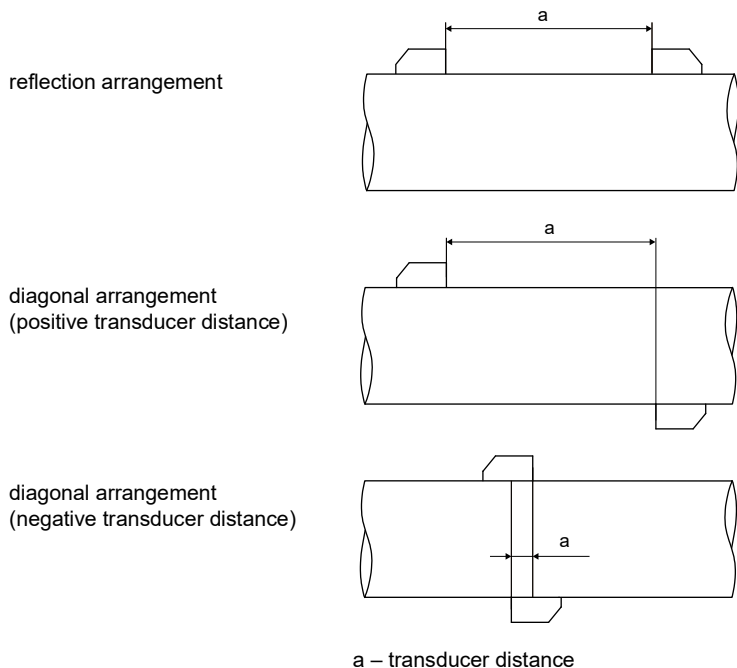 a
reflection arrangement
a
diagonal arrangement
(positive transducer distance)
diagonal arrangement
(negative transducer distance)
a
a – transducer distance